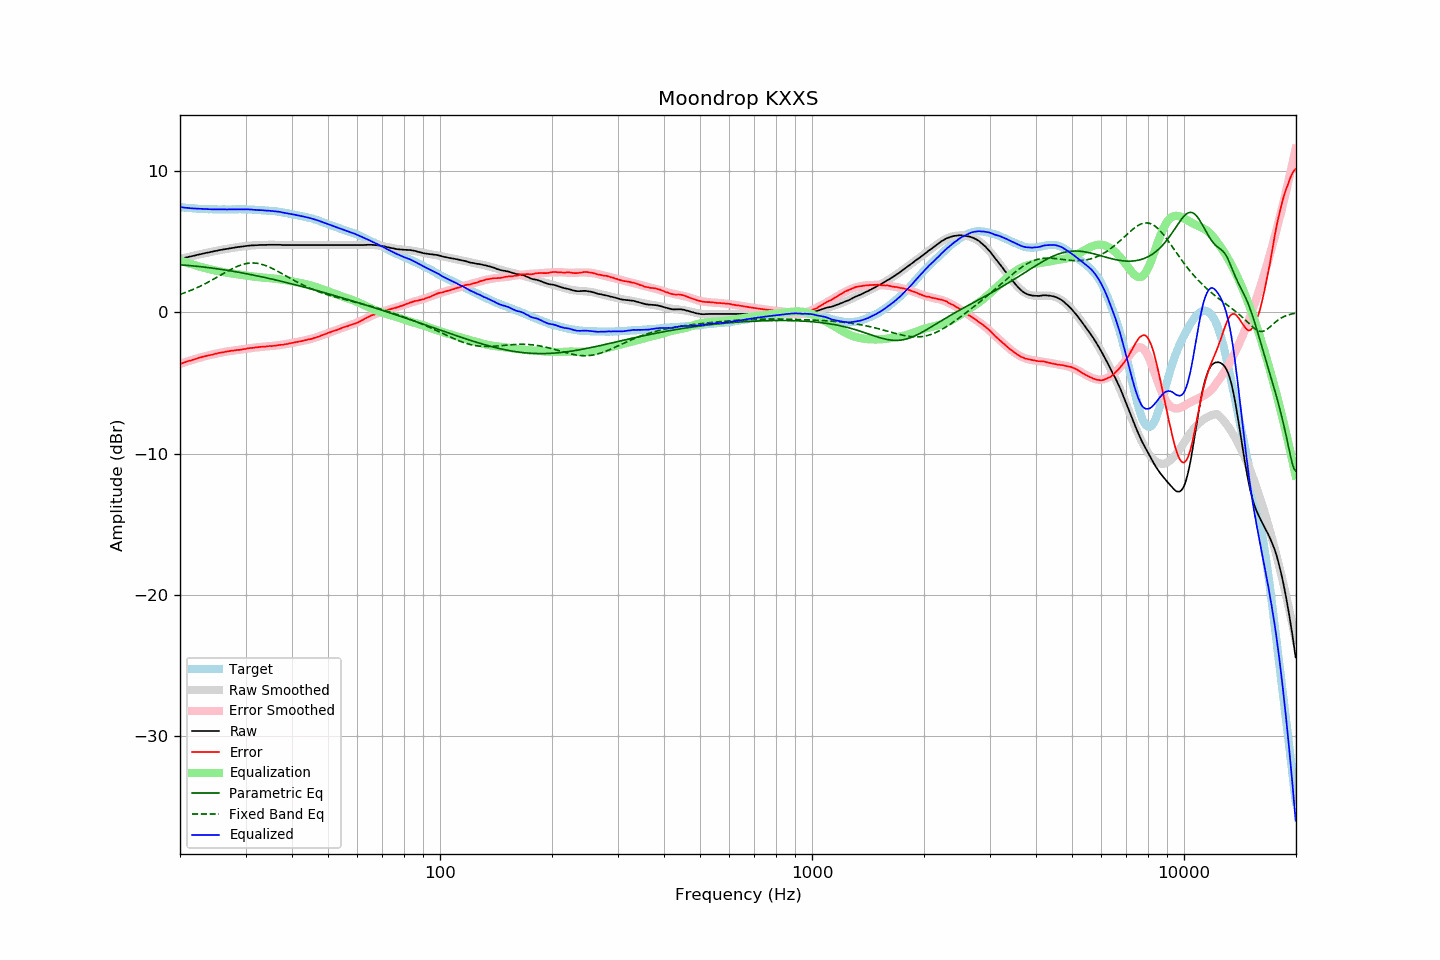 Moondrop KXXS
Amplitude (dBr)
10
0
−10
−20
−30
Target
Raw Smoothed
Error Smoothed
Raw
Error
Equalization
Parametric Eq
Fixed Band Eq
Equalized
100
1000
10000
Frequency (Hz)